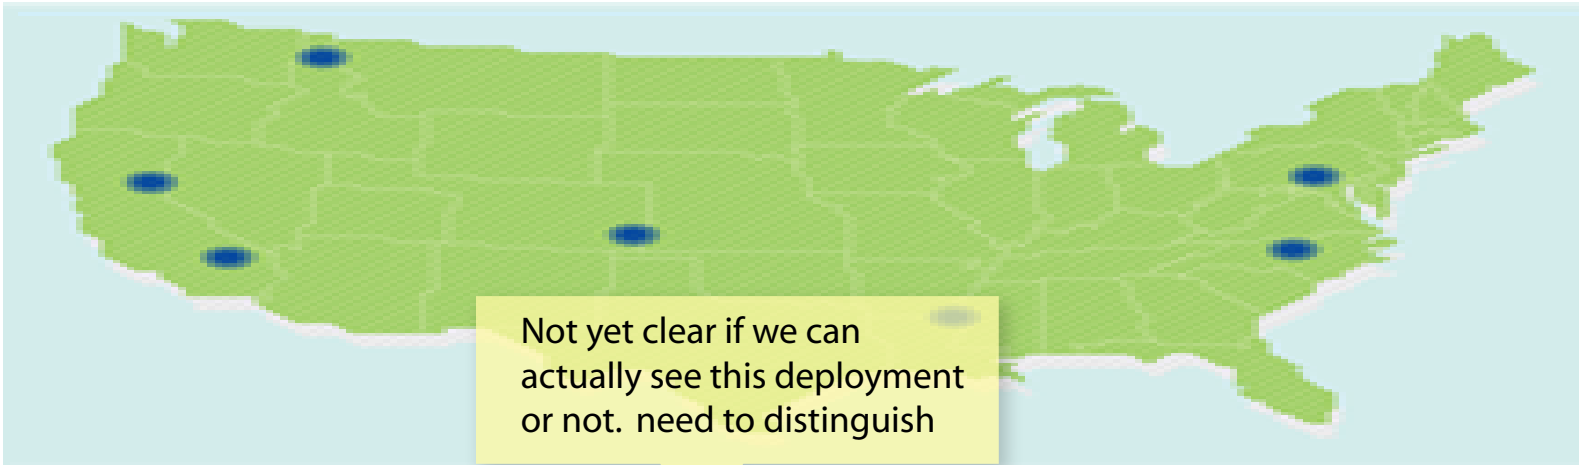 Not yet clear if we can
actually see this deployment
or not.  need to distinguish